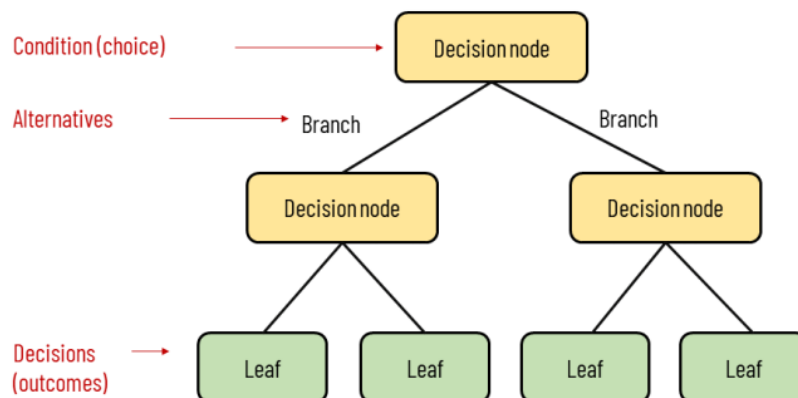 Condition (choice)
Decision node
Alternatives
Branch
Branch
Decision node
Decision node
Decisions
(outcomes)
Leaf
Leaf
Leaf
Leaf